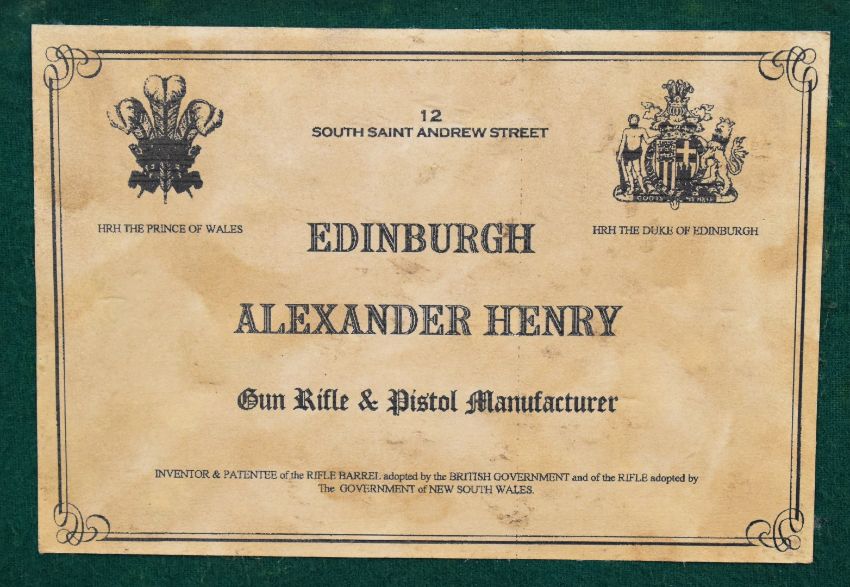 12
SOUTH SAINT ANDREW STREET
HRH THE PRINCE OF WALES
HRH THE DUKE OF EDINBURGH
EDINBURGH
ALEXANDER HENRY
Gun Rifle & Pistol Manufacturer
INVENTOR & PATENTEE of the RIFLE BARREL adopted by the BRITISH GOVERNMENT and of the RIFLE adopted by
The GOVERNMENT of NEW SOUTH WALES.